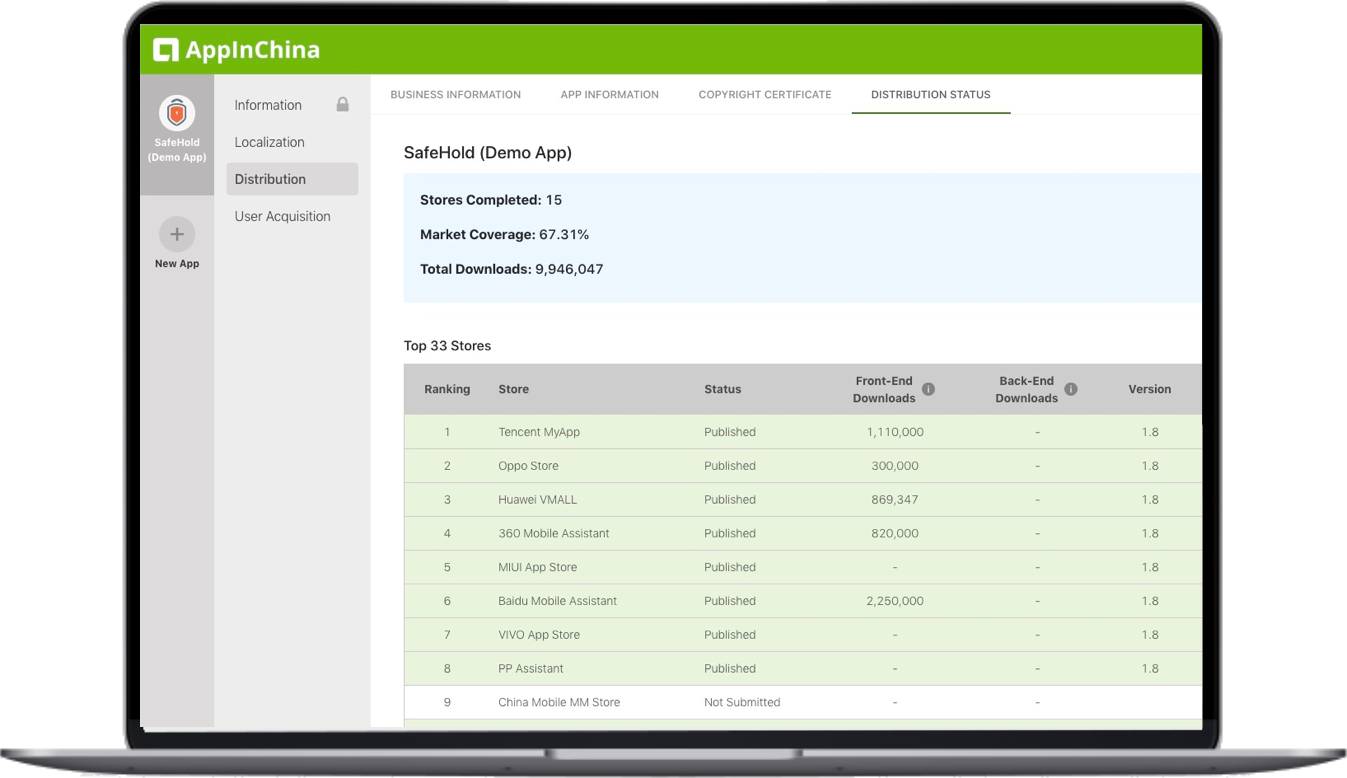 AppInChina
SafeHold
(Demo App)
New App
Information
Localization
Distribution
User Acquisition
BUSINESS INFORMATION APP INFORMATION COPYRIGHT CERTIFICATE DISTRIBUTION STATUS
SafeHold (Demo App)
Stores Completed: 15
Market Coverage: 67.31%
Total Downloads: 9,946,047
Top 33 Stores
Ranking Store Status Front-End Downloads Back-End Downloads Version
1 Tencent MyApp Published 1,110,000 - 1.8
2 Oppo Store Published 300,000 - 1.8
3 Huawei VMALL Published 869,347 - 1.8
4 360 Mobile Assistant Published 820,000 - 1.8
5 MIUI App Store Published - - 1.8
6 Baidu Mobile Assistant Published 2,250,000 - 1.8
7 VIVO App Store Published - - 1.8
8 PP Assistant Published - - 1.8
9 China Mobile MM Store Not Submitted - -